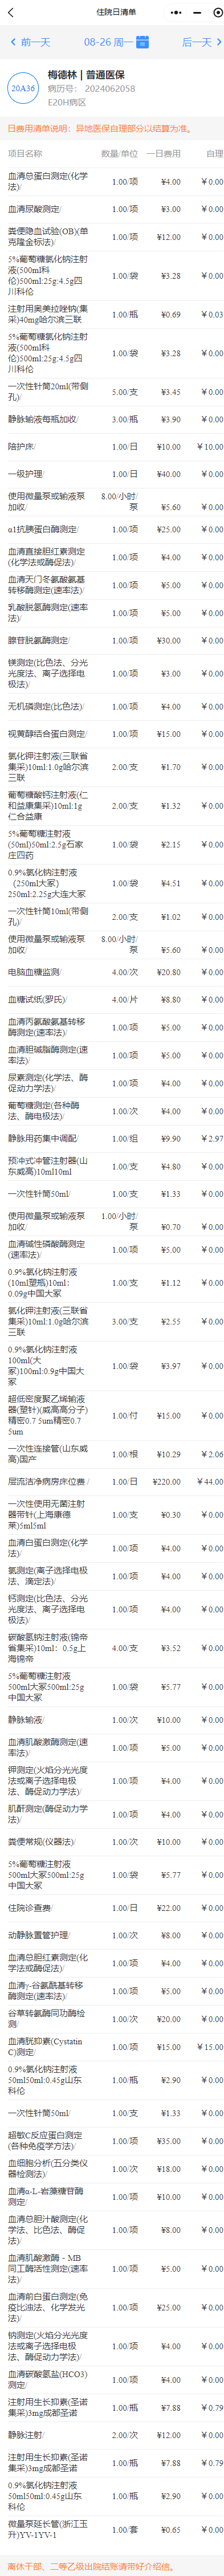 住院日清单
前一天
08-26 周一
后一天
20A36
梅德林 | 普通医保
病历号: 2024062058
E20H病区
日费用清单说明: 异地医保自理部分以结算为准。
项目名称 数量/单位 一日费用 自理
血清总蛋白测定(化学
法)/ 1.00/项 ¥4.00 ¥0.00
血清尿酸测定/ 1.00/项 ¥3.00 ¥0.00
粪便隐血试验(OB)(单
克隆金标法)/ 1.00/项 ¥12.00 ¥0.00
5%葡萄糖氯化钠注射
液(500ml科
伦)500ml:25g:4.5g四
川科伦 1.00/袋 ¥3.28 ¥0.00
注射用奥美拉唑钠(集
采)40mg哈尔滨三联 1.00/瓶 ¥0.69 ¥0.03
5%葡萄糖氯化钠注射
液(500ml科
伦)500ml:25g:4.5g四
川科伦 1.00/袋 ¥3.28 ¥0.00
一次性针筒20ml(带侧
孔)/ 5.00/支 ¥3.45 ¥0.00
静脉输液每瓶加收/ 3.00/瓶 ¥3.90 ¥0.00
陪护床/ 1.00/日 ¥10.00 ¥10.00
一级护理/ 1.00/日 ¥40.00 ¥0.00
使用微量泵或输液泵
加收/ 8.00/小时/
泵 ¥5.60 ¥0.00
α1抗胰蛋白酶测定/ 1.00/项 ¥25.00 ¥0.00
血清直接胆红素测定
(化学法或酶促法)/ 1.00/项 ¥4.00 ¥0.00
血清天门冬氨酸氨基
转移酶测定(速率法)/ 1.00/项 ¥5.00 ¥0.00
乳酸脱氢酶测定(速率
法)/ 1.00/项 ¥5.00 ¥0.00
腺苷脱氨酶测定/ 1.00/项 ¥30.00 ¥0.00
镁测定(比色法、分光
光度法、离子选择电
极法)/ 1.00/项 ¥3.00 ¥0.00
无机磷测定(比色法)/ 1.00/项 ¥4.00 ¥0.00
视黄醇结合蛋白测定/ 1.00/项 ¥15.00 ¥0.00
氯化钾注射液(三联省
集采)10ml:1.0g哈尔滨
三联 2.00/支 ¥1.70 ¥0.00
葡萄糖酸钙注射液(仁
和益康集采)10ml:1g
仁合益康 2.00/支 ¥1.32 ¥0.00
5%葡萄糖注射液
(50ml)50ml:2.5g石家
庄四药 1.00/袋 ¥2.15 ¥0.00
0.9%氯化钠注射液
(250ml大冢)
250ml:2.25g大连大冢 1.00/袋 ¥4.51 ¥0.00
一次性针筒10ml(带侧
孔)/ 2.00/支 ¥1.02 ¥0.00
使用微量泵或输液泵
加收/ 8.00/小时/
泵 ¥5.60 ¥0.00
电脑血糖监测/ 4.00/次 ¥20.80 ¥0.00
血糖试纸(罗氏)/ 4.00/片 ¥8.80 ¥0.00
血清丙氨酸氨基转移
酶测定(速率法)/ 1.00/项 ¥5.00 ¥0.00
血清胆碱脂酶测定(速
率法)/ 1.00/项 ¥5.00 ¥0.00
尿素测定(化学法、酶
促动力学法)/ 1.00/项 ¥4.00 ¥0.00
葡萄糖测定(各种酶
法、酶电极法)/ 1.00/次 ¥4.00 ¥0.00
静脉用药集中调配/ 1.00/组 ¥9.90 ¥2.97
预冲式冲管注射器(山
东威高)10ml10ml 1.00/支 ¥4.80 ¥0.00
一次性针筒50ml/ 1.00/支 ¥1.33 ¥0.00
使用微量泵或输液泵
加收/ 1.00/小时/
泵 ¥0.70 ¥0.00
血清碱性磷酸酶测定
(速率法)/ 1.00/项 ¥5.00 ¥0.00
0.9%氯化钠注射液
(10ml塑瓶)10ml:
0.09g中国大冢 1.00/支 ¥1.12 ¥0.00
氯化钾注射液(三联省
集采)10ml:1.0g哈尔滨
三联 3.00/支 ¥2.55 ¥0.00
0.9%氯化钠注射液
100ml(大
冢)100ml:0.9g中国大
冢 1.00/袋 ¥3.97 ¥0.00
超低密度聚乙烯输液
器(塑针)(威高高分子)
精密0.7 5um精密0.7
5um 1.00/付 ¥15.00 ¥0.00
一次性连接管(山东威
高)国产 1.00/根 ¥10.29 ¥2.06
层流洁净病房床位费 / 1.00/日 ¥220.00 ¥44.00
一次性使用无菌注射
器带针(上海康德
莱)5ml5ml 1.00/支 ¥0.30 ¥0.00
血清白蛋白测定(化学
法)/ 1.00/项 ¥4.00 ¥0.00
氯测定(离子选择电极
法、滴定法)/ 1.00/项 ¥4.00 ¥0.00
钙测定(比色法、分光
光度法、离子选择电
极法)/ 1.00/项 ¥4.00 ¥0.00
碳酸氢钠注射液(锦帝
省集采)10ml：0.5g上
海锦帝 4.00/支 ¥3.52 ¥0.00
5%葡萄糖注射液
500ml大冢500ml:25g
中国大冢 1.00/袋 ¥5.77 ¥0.00
静脉输液/ 1.00/次 ¥10.00 ¥0.00
血清肌酸激酶测定(速
率法)/ 1.00/项 ¥5.00 ¥0.00
钾测定(火焰分光光度
法或离子选择电极
法、酶促动力学法)/ 1.00/项 ¥4.00 ¥0.00
肌酐测定(酶促动力学
法)/ 1.00/项 ¥4.00 ¥0.00
粪便常规(仪器法)/ 1.00/次 ¥10.00 ¥0.00
5%葡萄糖注射液
500ml大冢500ml:25g
中国大冢 1.00/袋 ¥5.77 ¥0.00
住院诊查费/ 1.00/日 ¥22.00 ¥0.00
动静脉置管护理/ 1.00/次 ¥8.00 ¥0.00
血清总胆红素测定(化
学法或酶促法)/ 1.00/项 ¥4.00 ¥0.00
血清γ-谷氨酰基转移
酶测定(速率法)/ 1.00/项 ¥5.00 ¥0.00
谷草转氨酶同功酶检
测/ 1.00/次 ¥20.00 ¥0.00
血清胱抑素(Cystatin
C)测定/ 1.00/项 ¥15.00 ¥15.00
0.9%氯化钠注射液
50ml50ml:0.45g山东
科伦 1.00/瓶 ¥2.90 ¥0.00
一次性针筒50ml/ 1.00/支 ¥1.33 ¥0.00
超敏C反应蛋白测定
(各种免疫学方法)/ 1.00/项 ¥35.00 ¥0.00
血细胞分析(五分类仪
器检测法)/ 1.00/次 ¥18.00 ¥0.00
血清α-L-岩藻糖苷酶
测定/ 1.00/项 ¥10.00 ¥0.00
血清总胆汁酸测定(化
学法、比色法、酶促
法)/ 1.00/项 ¥8.00 ¥0.00
血清肌酸激酶－MB
同工酶活性测定(速率
法)/ 1.00/项 ¥5.00 ¥0.00
血清前白蛋白测定(免
疫比浊法、化学发光
法)/ 1.00/项 ¥25.00 ¥0.00
钠测定(火焰分光光度
法或离子选择电极
法、酶促动力学法)/ 1.00/项 ¥4.00 ¥0.00
血清碳酸氢盐(HCO3)
测定/ 1.00/项 ¥4.00 ¥0.00
注射用生长抑素(圣诺
集采)3mg成都圣诺 1.00/瓶 ¥7.88 ¥0.79
静脉注射/ 2.00/次 ¥12.00 ¥0.00
注射用生长抑素(圣诺
集采)3mg成都圣诺 1.00/瓶 ¥7.88 ¥0.79
0.9%氯化钠注射液
50ml50ml:0.45g山东
科伦 1.00/瓶 ¥2.90 ¥0.00
微量泵延长管(浙江玉
升)YV-1YV-1 1.00/套 ¥0.65 ¥0.00
离休干部、二等乙级出院结账请带好介绍信。